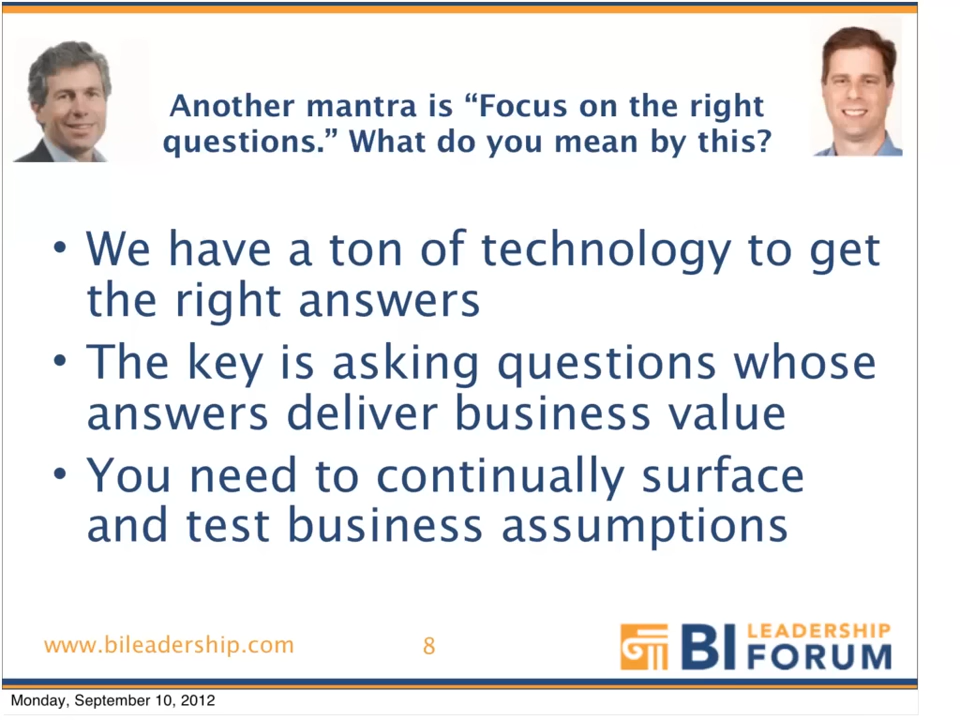 Another mantra is “Focus on the right
questions.” What do you mean by this?
• We have a ton of technology to get
the right answers
• The key is asking questions whose
answers deliver business value
• You need to continually surface
and test business assumptions
www.bileadership.com
8
BI LEADERSHIP
FORUM
Monday, September 10, 2012